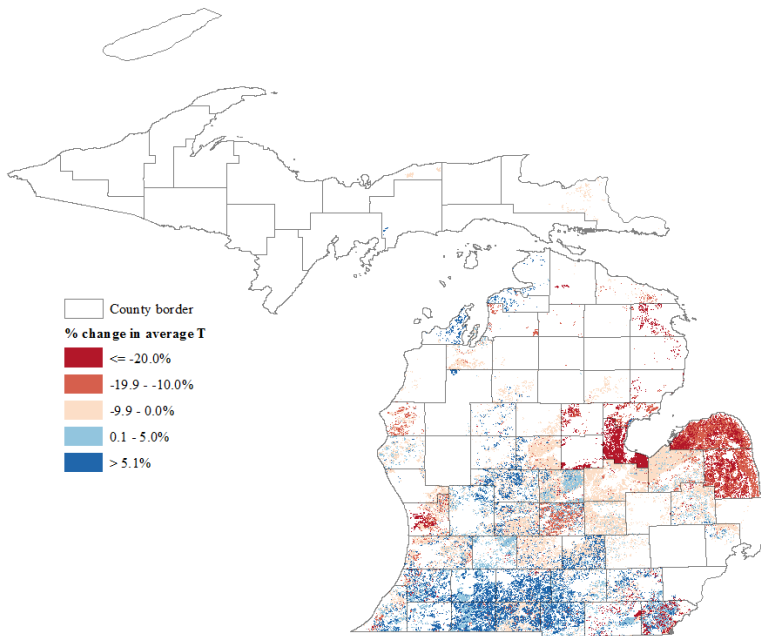 County border
% change in average T
<= -20.0%
-19.9 - -10.0%
-9.9 - 0.0%
0.1 - 5.0%
> 5.1%